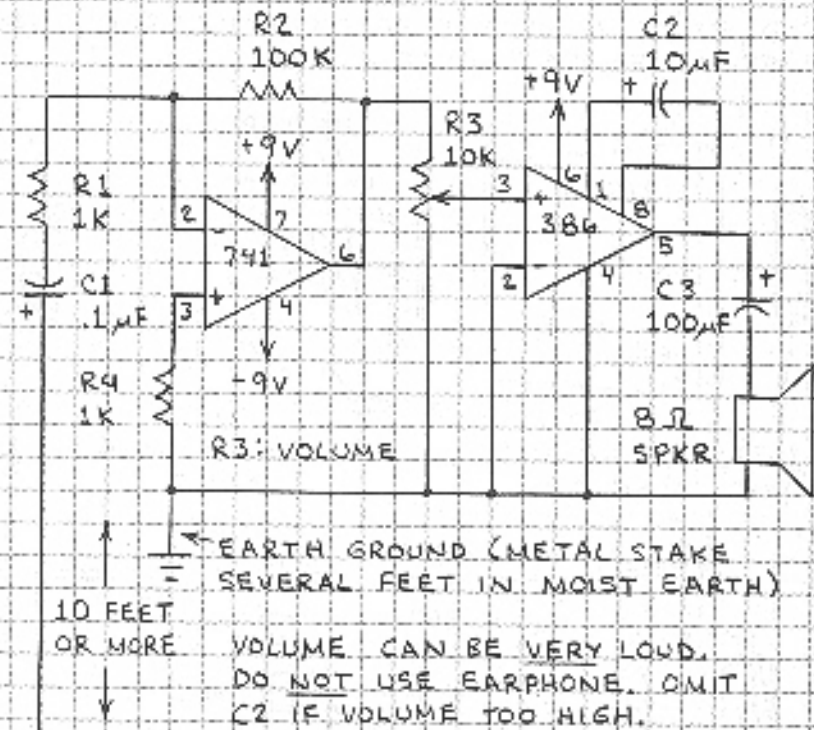 R2
100K
C2
10µF
+9V
+
R3
10K
+9V
R1
1K
2
-
7
741
6
3
+
6
1
386
8
5
2
-
4
C1
.1µF
+
3
+
4
C3
100µF
+
R4
1K
-9V
R3: VOLUME
8Ω
SPKR
EARTH GROUND (METAL STAKE
SEVERAL FEET IN MOIST EARTH)
10 FEET
OR MORE
VOLUME CAN BE VERY LOUD.
DO NOT USE EARPHONE. OMIT
C2 IF VOLUME TOO HIGH.